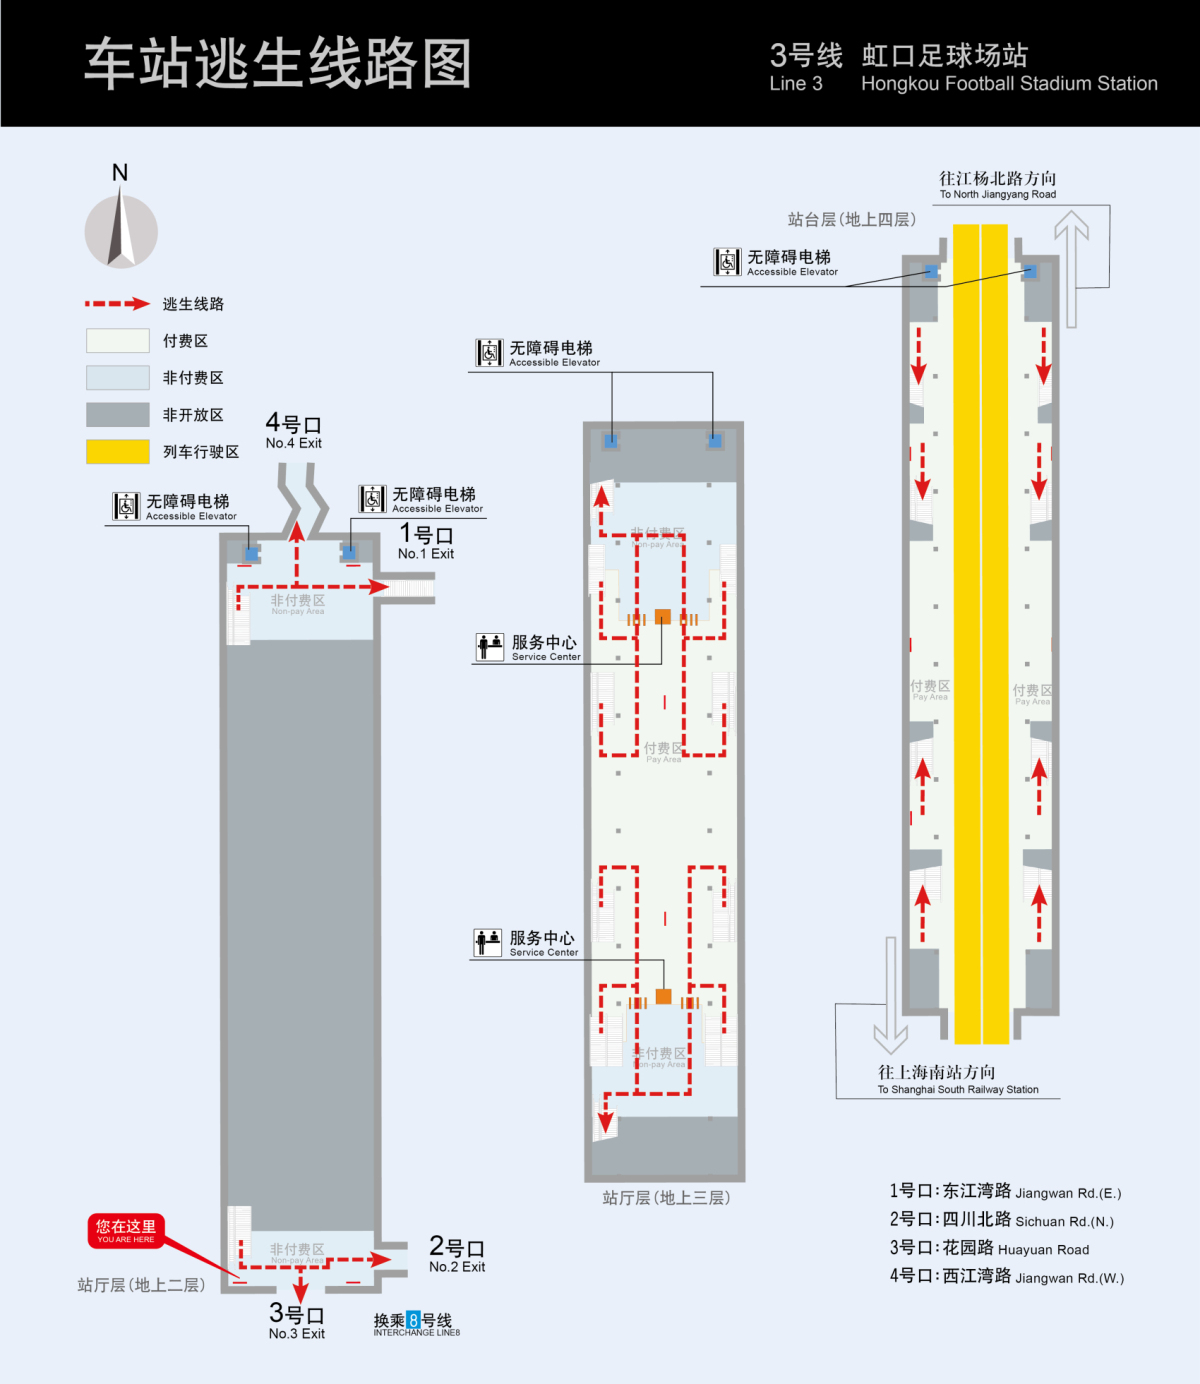 车站逃生线路图
3号线 虹口足球场站
Line 3 Hongkou Football Stadium Station
N
逃生线路
付费区
非付费区
非开放区
列车行驶区
4号口
No.4 Exit
无障碍电梯
Accessible Elevator
无障碍电梯
Accessible Elevator
1号口
No.1 Exit
非付费区
Non-pay Area
您在这里
YOU ARE HERE
非付费区
Non-pay Area
2号口
No.2 Exit
站厅层(地上二层)
3号口
No.3 Exit
换乘8号线
INTERCHANGE LINE8
无障碍电梯
Accessible Elevator
非付费区
Non-pay Area
服务中心
Service Center
付费区
Pay Area
服务中心
Service Center
非付费区
Non-pay Area
站厅层(地上三层)
往江杨北路方向
To North Jiangyang Road
站台层(地上四层)
无障碍电梯
Accessible Elevator
付费区
Pay Area
付费区
Pay Area
往上海南站方向
To Shanghai South Railway Station
1号口:东江湾路 Jiangwan Rd.(E.)
2号口:四川北路 Sichuan Rd.(N.)
3号口:花园路 Huayuan Road
4号口:西江湾路 Jiangwan Rd.(W.)